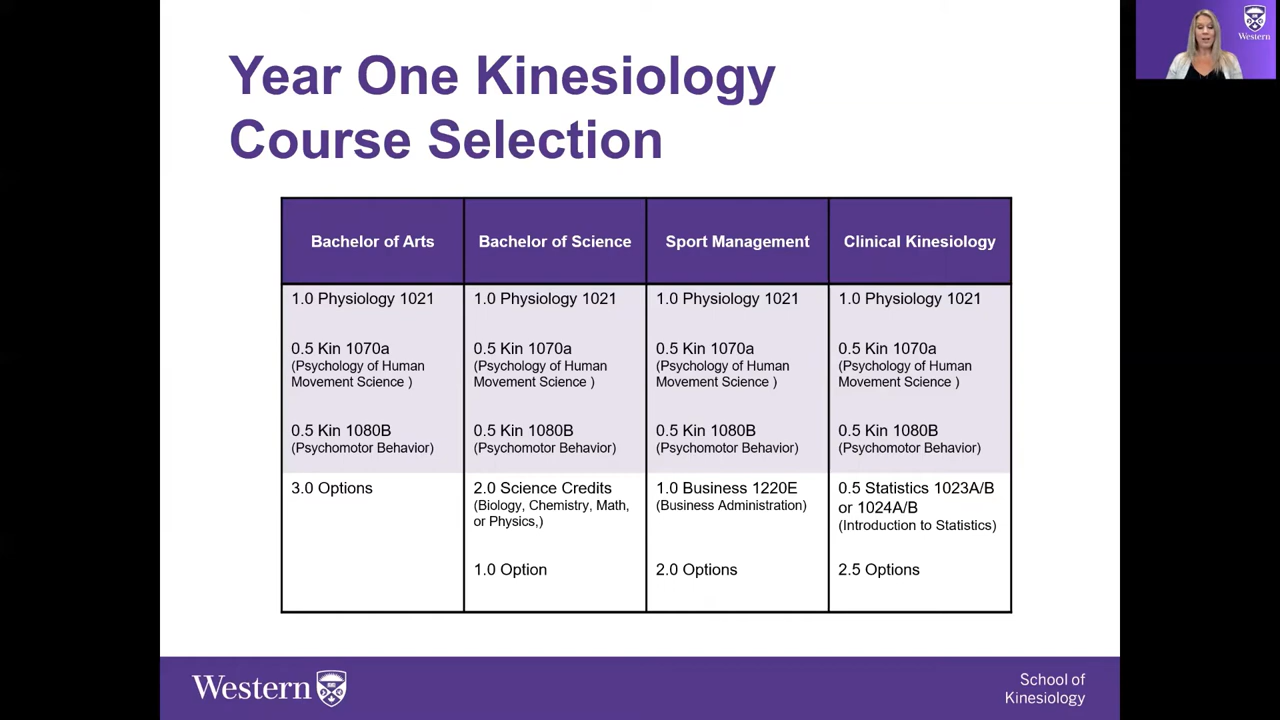 Year One Kinesiology
Course Selection
Western
Bachelor of Arts
Bachelor of Science
Sport Management
Clinical Kinesiology
1.0 Physiology 1021
0.5 Kin 1070a
(Psychology of Human
Movement Science )
0.5 Kin 1080B
(Psychomotor Behavior)
3.0 Options
1.0 Physiology 1021
0.5 Kin 1070a
(Psychology of Human
Movement Science )
0.5 Kin 1080B
(Psychomotor Behavior)
2.0 Science Credits
(Biology, Chemistry, Math,
or Physics,)
1.0 Option
1.0 Physiology 1021
0.5 Kin 1070a
(Psychology of Human
Movement Science )
0.5 Kin 1080B
(Psychomotor Behavior)
1.0 Business 1220E
(Business Administration)
2.0 Options
1.0 Physiology 1021
0.5 Kin 1070a
(Psychology of Human
Movement Science )
0.5 Kin 1080B
(Psychomotor Behavior)
0.5 Statistics 1023A/B
or 1024A/B
(Introduction to Statistics)
2.5 Options
Western
School of
Kinesiology